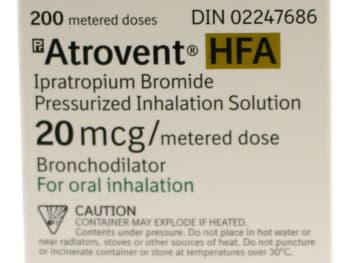 200 metered doses DIN 02247686
Pr Atrovent® HFA
Ipratropium Bromide
Pressurized Inhalation Solution
20 mcg/metered dose
Bronchodilator
For oral inhalation
CAUTION
CONTAINER MAY EXPLODE IF HEATED.
Contents under pressure. Do not place in hot water or
near radiators, stoves or other sources of heat. Do not puncture
or incinerate container or store at temperatures over 30°C.